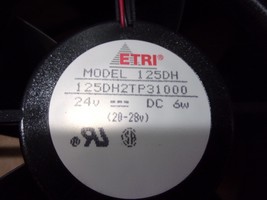 ETRI
MODEL 125DH
125DH2TP31000
24v DC 6w
(20-28v)